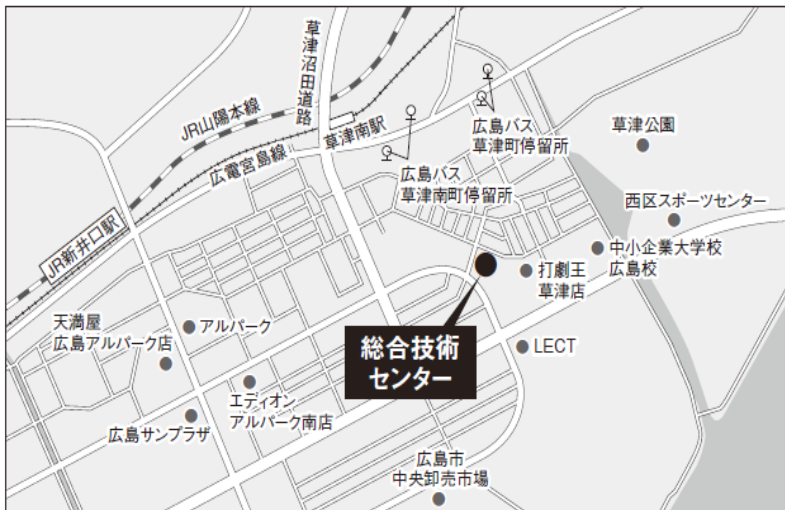 草津沼田道路
JR山陽本線
草津南駅
広電宮島線
広島バス
草津町停留所
広島バス
草津南町停留所
草津公園
西区スポーツセンター
中小企業大学校
広島校
打劇王
草津店
JR新井口駅
天満屋
広島アルパーク店
アルパーク
総合技術
センター
LECT
エディオン
アルパーク南店
広島サンプラザ
広島市
中央卸売市場